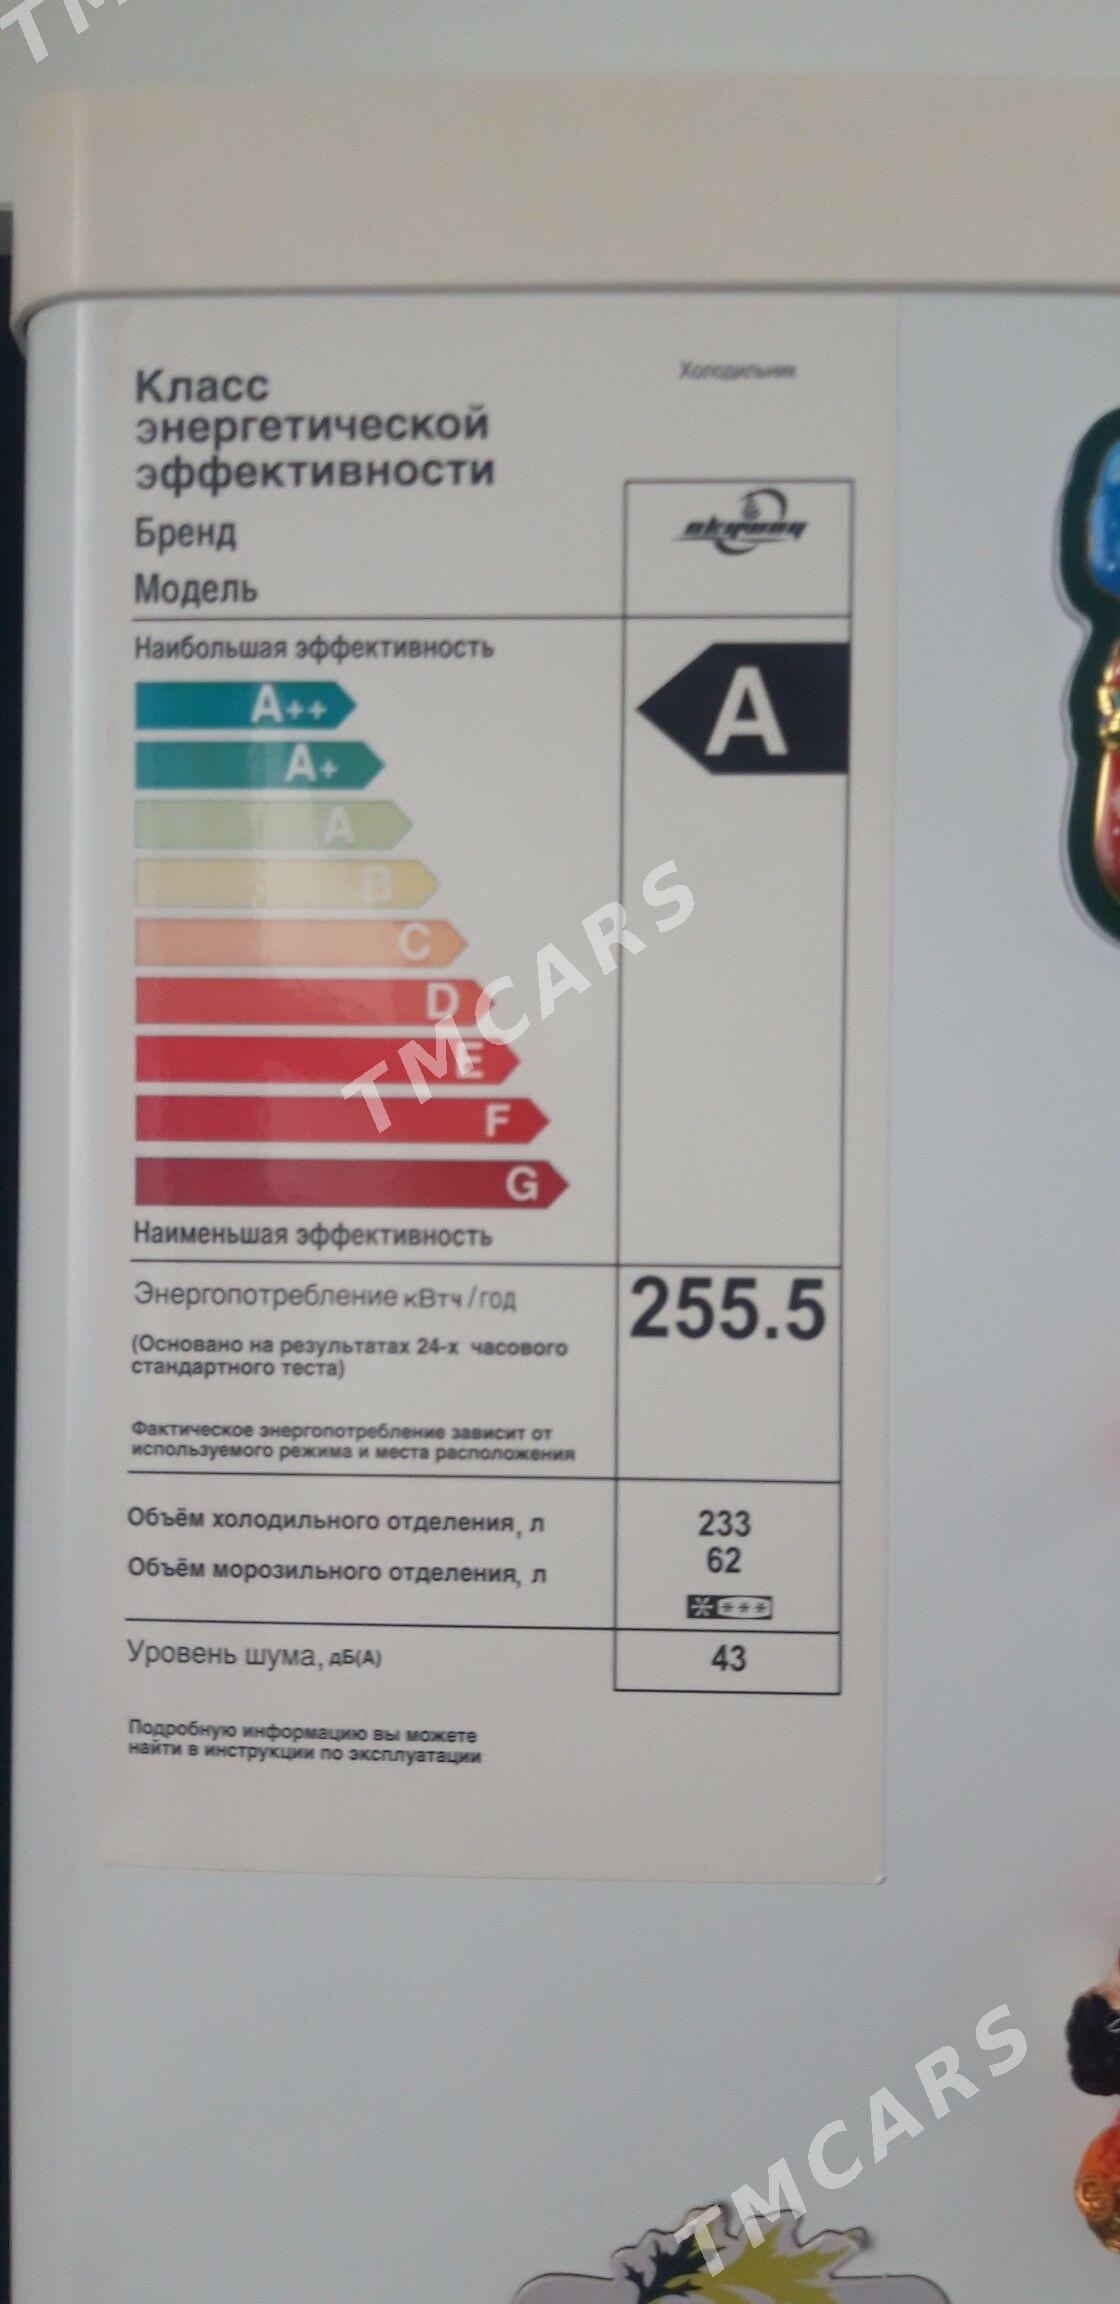 Холодильник
Класс
энергетической
эффективности
Бренд
skyway
Модель
Наибольшая эффективность
A++
A
A+
A
B
C
D
E
F
G
Наименьшая эффективность
Энергопотребление кВтч/год 255.5
(Основано на результатах 24-х часового
стандартного теста)
Фактическое энергопотребление зависит от
используемого режима и места расположения
Объём холодильного отделения, л 233
Объём морозильного отделения, л 62
Уровень шума, дБ(А) 43
Подробную информацию вы можете
найти в инструкции по эксплуатации
TMCARS
TMCARS
TM